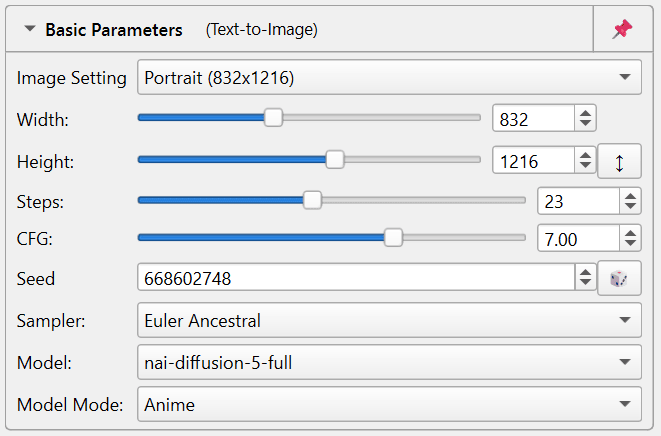 Basic Parameters (Text-to-Image)
Image Setting Portrait (832x1216)
Width: 832
Height: 1216
Steps: 23
CFG: 7.00
Seed 668602748
Sampler: Euler Ancestral
Model: nai-diffusion-5-full
Model Mode: Anime